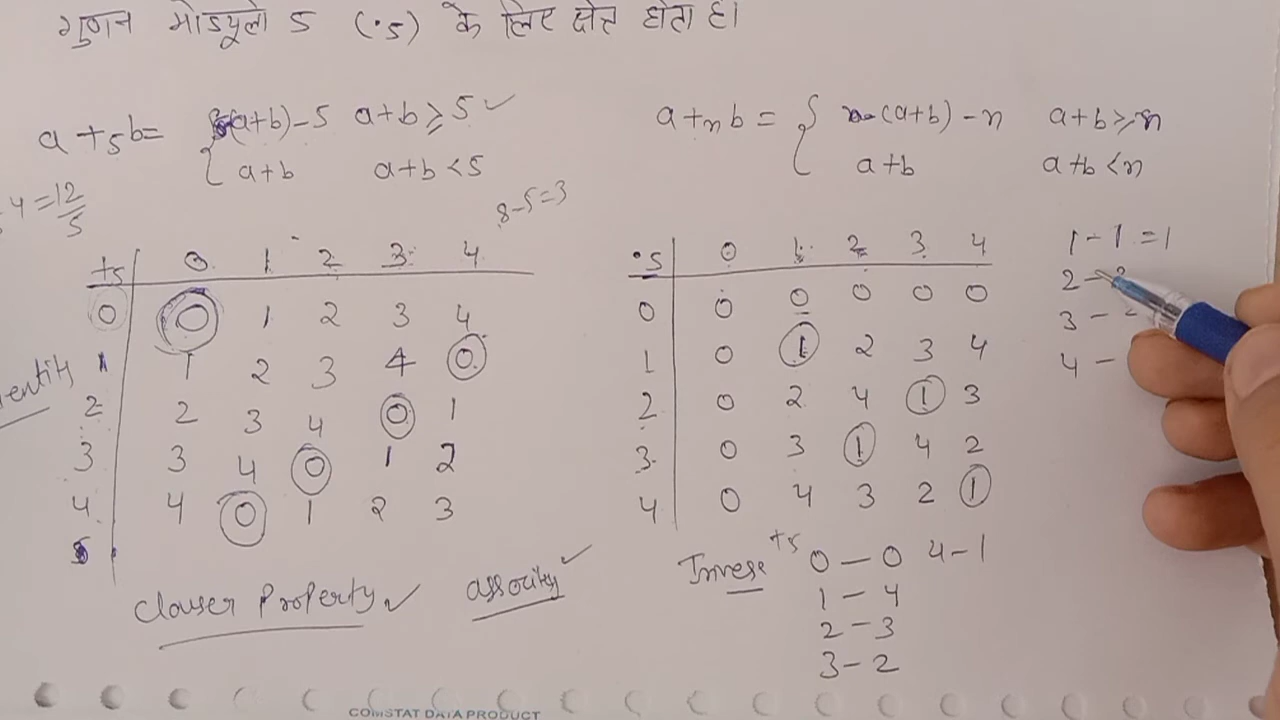 गुणन मोडयूलो 5 (·5) के लिए क्षेत्र होता है।
a +5 b = { (a+b) - 5 a+b ≥ 5 ✓
a+b a+b < 5
a +n b = { (a+b) - n a+b ≥ n
a+b a+b < n
4 = 12/5
8-5=3
+5 0 1 2 3 4
0 0 1 2 3 4
1 1 2 3 4 0
2 2 3 4 0 1
3 3 4 0 1 2
4 4 0 1 2 3
·5 0 1 2 3 4
0 0 0 0 0 0
1 0 1 2 3 4
2 0 2 4 1 3
3 0 3 1 4 2
4 0 4 3 2 1
1 - 1 = 1
2 -
3 -
4 -
Clouser Property ✓
associty ✓
Invese +5 0 — 0 4 - 1
1 - 4
2 - 3
3 - 2
COMSTAT DATA PRODUCT